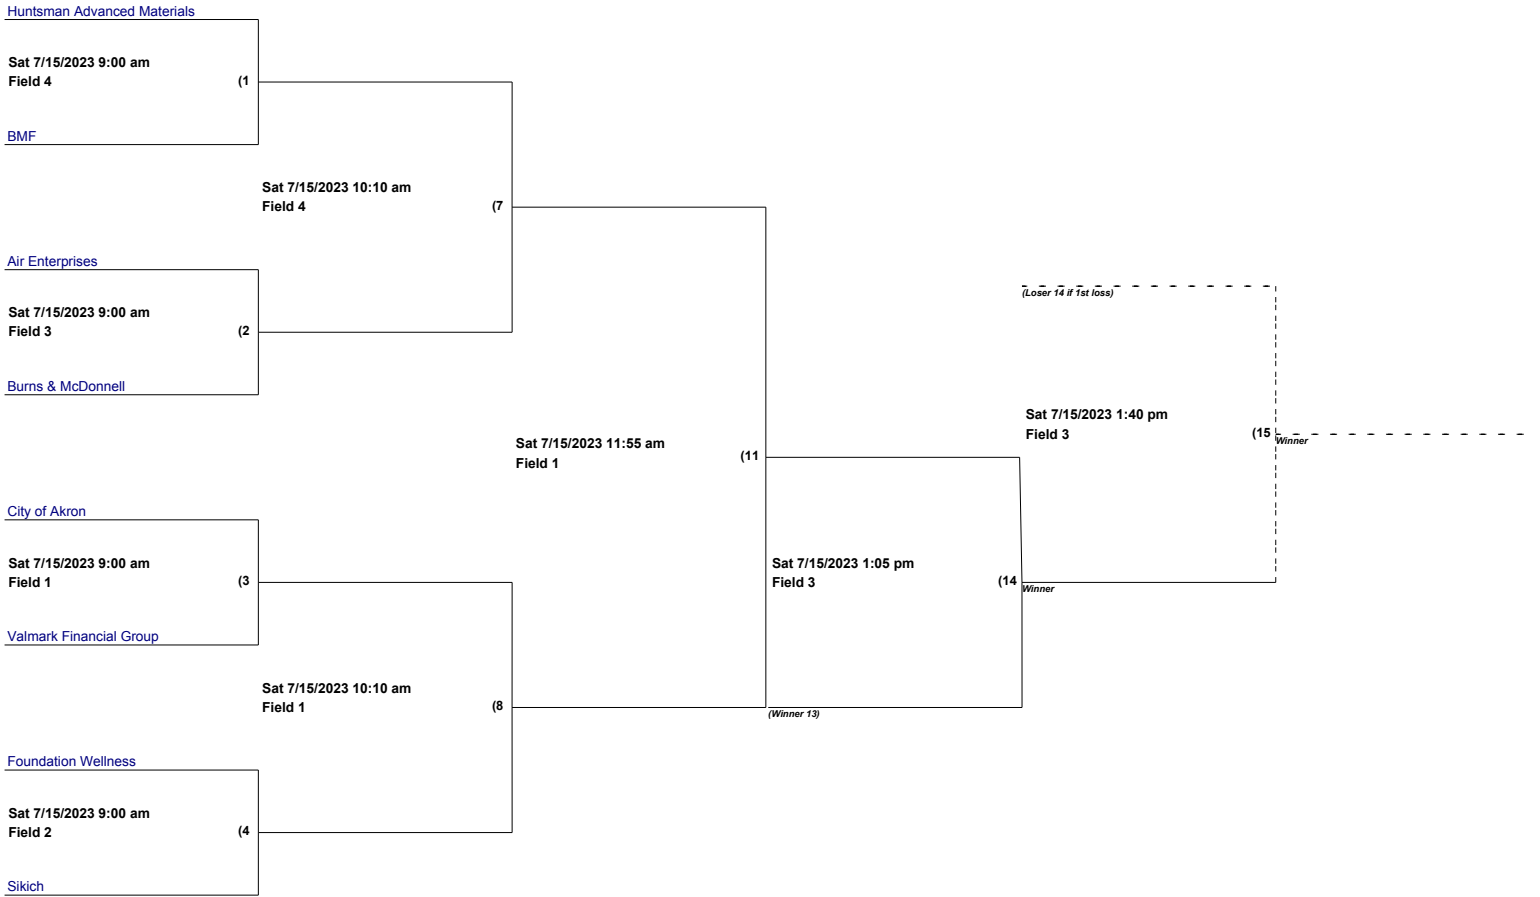 Huntsman Advanced Materials
Sat 7/15/2023 9:00 am
Field 4
(1
BMF
Sat 7/15/2023 10:10 am
Field 4
(7
Air Enterprises
(Loser 14 if 1st loss)
Sat 7/15/2023 9:00 am
Field 3
(2
Burns & McDonnell
Sat 7/15/2023 1:40 pm
Field 3
(15
Winner
Sat 7/15/2023 11:55 am
Field 1
(11
City of Akron
Sat 7/15/2023 9:00 am
Field 1
(3
Sat 7/15/2023 1:05 pm
Field 3
(14
Winner
Valmark Financial Group
Sat 7/15/2023 10:10 am
Field 1
(8
(Winner 13)
Foundation Wellness
Sat 7/15/2023 9:00 am
Field 2
(4
Sikich